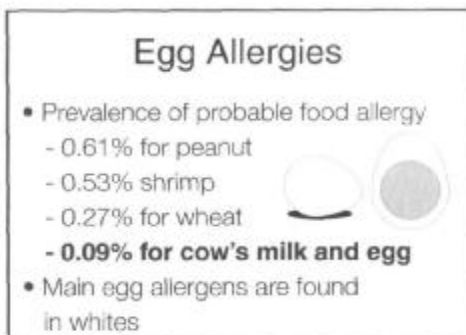 Egg Allergies
• Prevalence of probable food allergy
- 0.61% for peanut
- 0.53% shrimp
- 0.27% for wheat
- 0.09% for cow's milk and egg
• Main egg allergens are found
in whites